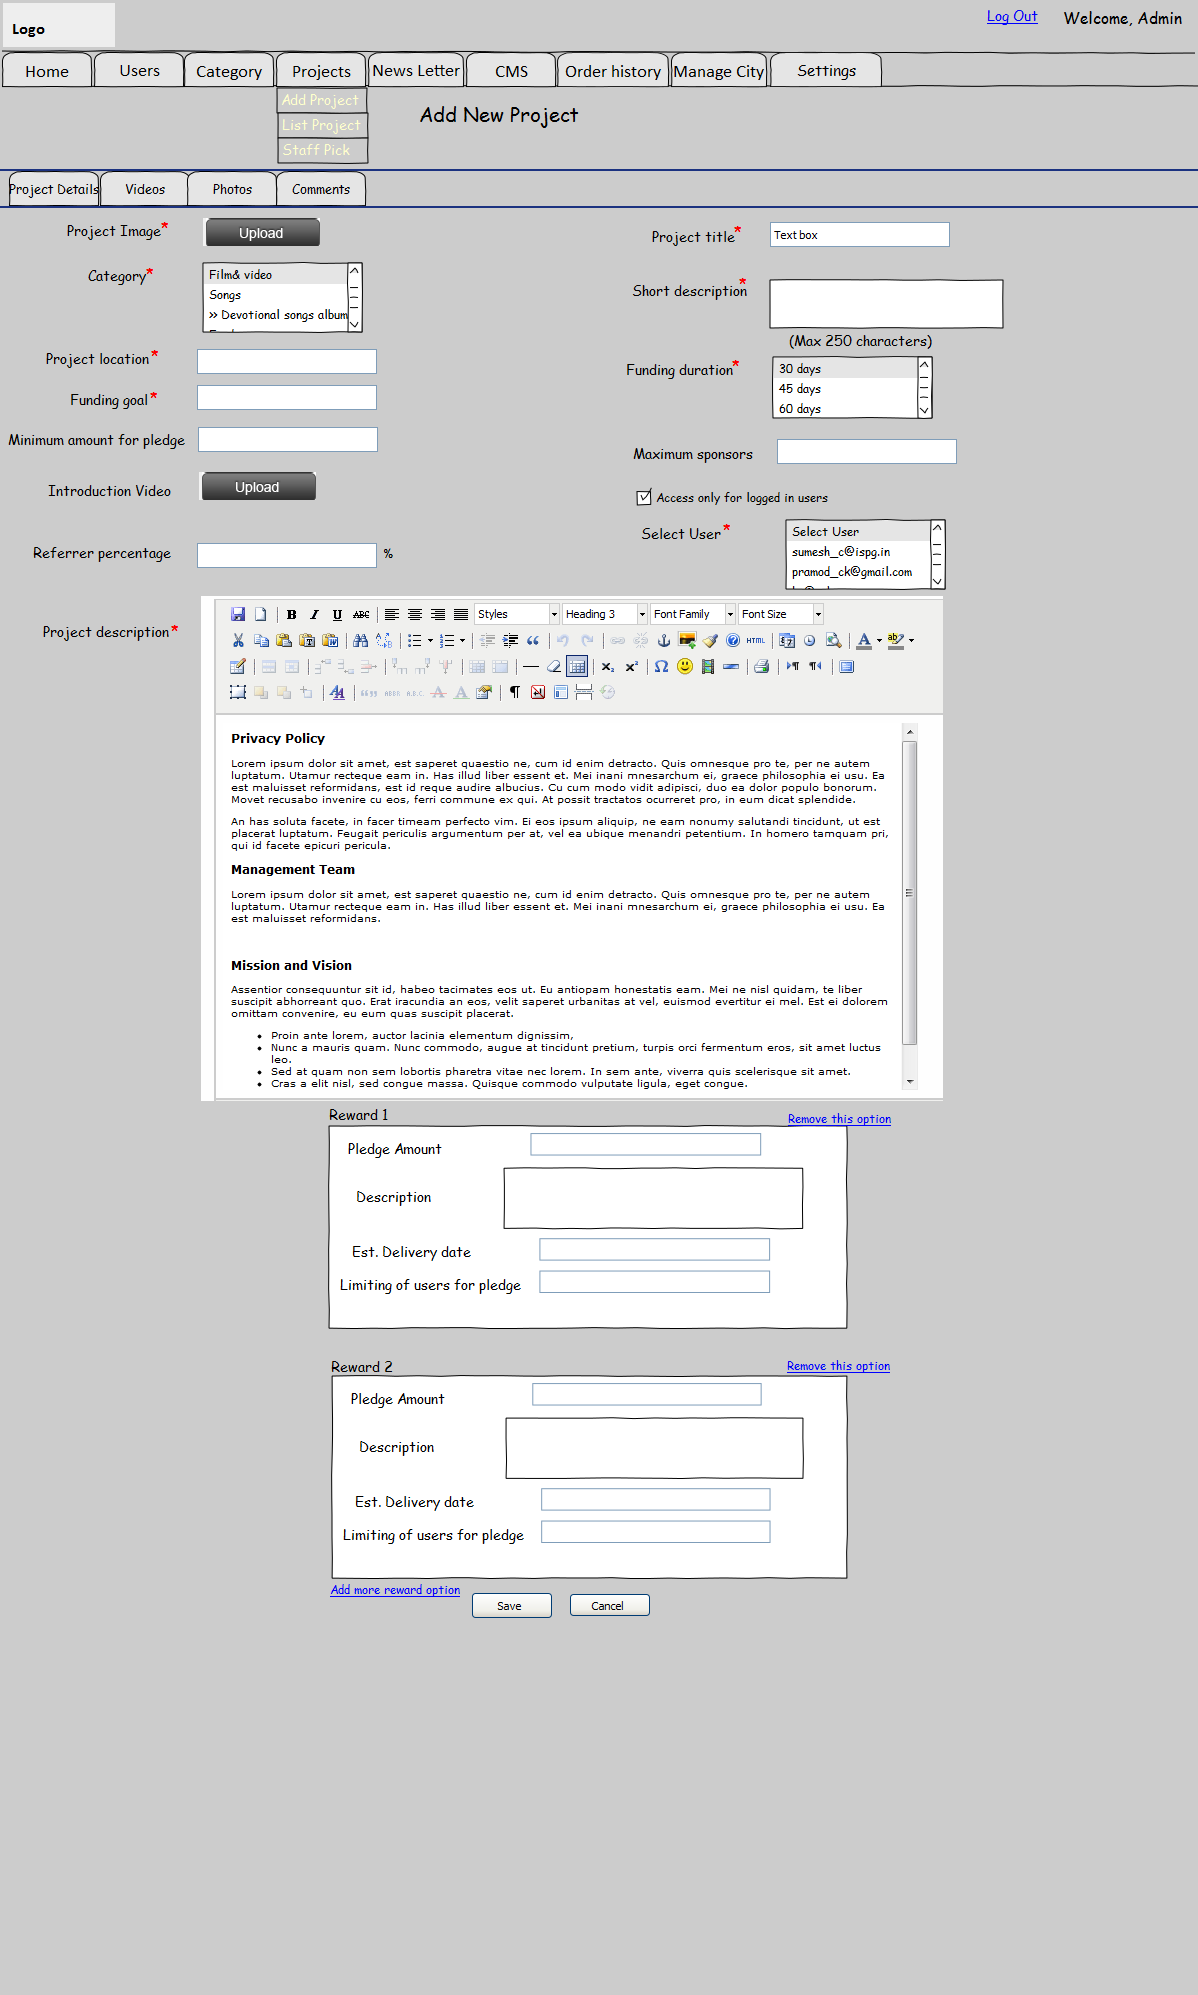 Logo
Log Out
Welcome, Admin
Home
Users
Category
Projects
News Letter
CMS
Order history
Manage City
Settings
Add Project
List Project
Staff Pick
Add New Project
Project Details
Videos
Photos
Comments
Project Image*
Upload
Project title*
Text box
Category*
Film& video
Songs
» Devotional songs album
Short description*
(Max 250 characters)
Project location*
Funding duration*
30 days
45 days
60 days
Funding goal*
Minimum amount for pledge
Maximum sponsors
Introduction Video
Upload
Access only for logged in users
Select User*
Select User
sumesh_c@ispg.in
pramod_ck@gmail.com
Referrer percentage
%
Project description*
B I U ABC
Styles
Heading 3
Font Family
Font Size
HTML
Privacy Policy
Lorem ipsum dolor sit amet, est saperet quaestio ne, cum id enim detracto. Quis omnesque pro te, per ne autem
luptatum. Utamur recteque eam in. Has illud liber essent et. Mei inani mnesarchum ei, graece philosophia ei usu. Ea
est maluisset reformidans, est id reque audire albucius. Cu cum modo vidit adipisci, duo ea dolor populo bonorum.
Movet recusabo invenire cu eos, ferri commune ex qui. At possit tractatos ocurreret pro, in eum dicat splendide.
An has soluta facete, in facer timeam perfecto vim. Ei eos ipsum aliquip, ne eam nonumy salutandi tincidunt, ut est
placerat luptatum. Feugait periculis argumentum per at, vel ea ubique menandri petentium. In homero tamquam pri,
qui id facete epicuri pericula.
Management Team
Lorem ipsum dolor sit amet, est saperet quaestio ne, cum id enim detracto. Quis omnesque pro te, per ne autem
luptatum. Utamur recteque eam in. Has illud liber essent et. Mei inani mnesarchum ei, graece philosophia ei usu. Ea
est maluisset reformidans.
Mission and Vision
Assentior consequuntur sit id, habeo tacimates eos ut. Eu antiopam honestatis eam. Mei ne nisl quidam, te liber
suscipit abhorreant quo. Erat iracundia an eos, velit saperet urbanitas at vel, euismod evertitur ei mel. Est ei dolorem
omittam convenire, eu eum quas suscipit placerat.
• Proin ante lorem, auctor lacinia elementum dignissim,
• Nunc a mauris quam. Nunc commodo, augue at tincidunt pretium, turpis orci fermentum eros, sit amet luctus
leo.
• Sed at quam non sem lobortis pharetra vitae nec lorem. In sem ante, viverra quis scelerisque sit amet.
• Cras a elit nisl, sed congue massa. Quisque commodo vulputate ligula, eget congue.
Reward 1
Remove this option
Pledge Amount
Description
Est. Delivery date
Limiting of users for pledge
Reward 2
Remove this option
Pledge Amount
Description
Est. Delivery date
Limiting of users for pledge
Add more reward option
Save
Cancel